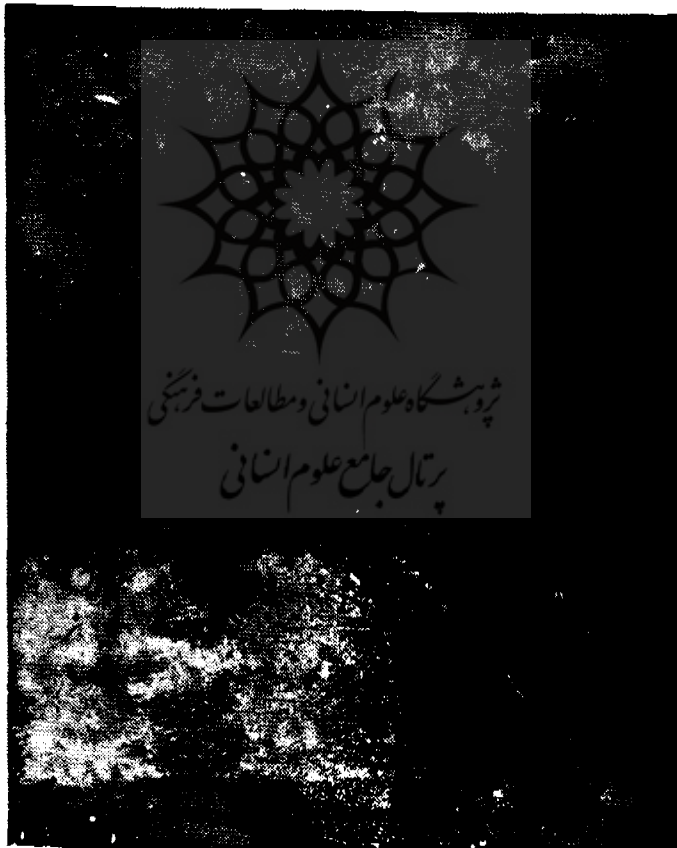 پژوهشگاه علوم انسانی و مطالعات فرهنگی
پرتال جامع علوم انسانی